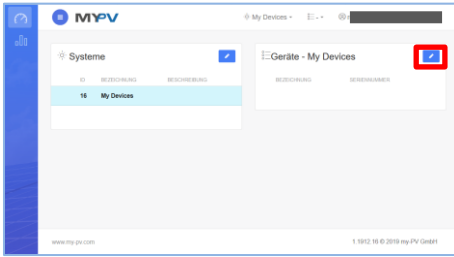 MYPV
My Devices
Systeme
Geräte - My Devices
ID BEZEICHNUNG BESCHREIBUNG
BEZEICHNUNG SERIENNUMMER
16 My Devices
www.my-pv.com
1.1912.16 © 2019 my-PV GmbH